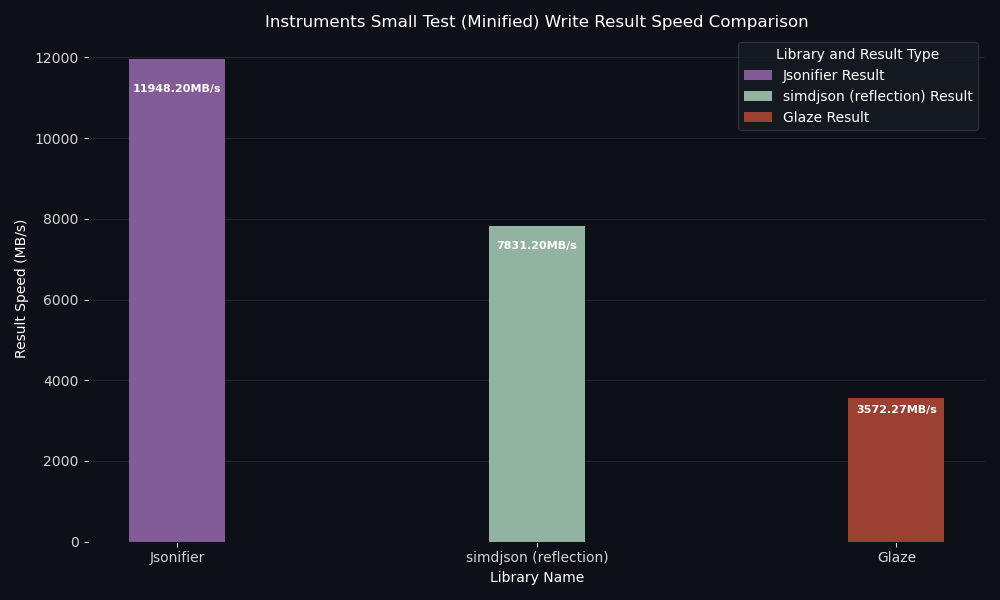 Instruments Small Test (Minified) Write Result Speed Comparison
Library and Result Type
Jsonifier Result
simdjson (reflection) Result
Glaze Result
Result Speed (MB/s)
12000
10000
8000
6000
4000
2000
0
11948.20MB/s
7831.20MB/s
3572.27MB/s
Jsonifier
simdjson (reflection)
Glaze
Library Name